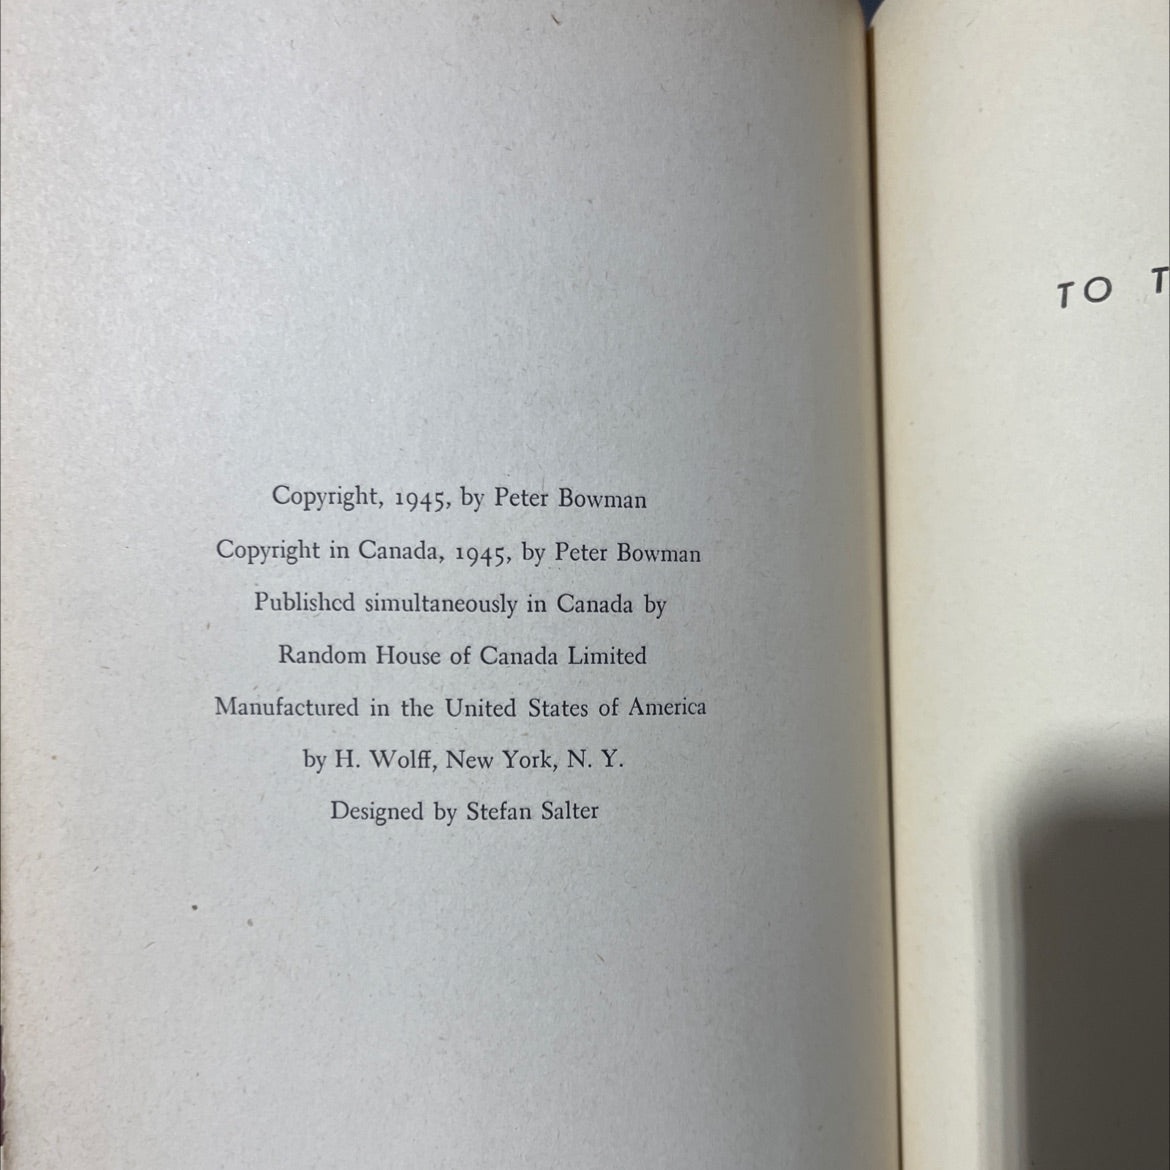 Copyright, 1945, by Peter Bowman
Copyright in Canada, 1945, by Peter Bowman
Published simultaneously in Canada by
Random House of Canada Limited
Manufactured in the United States of America
by H. Wolff, New York, N. Y.
Designed by Stefan Salter
TO T